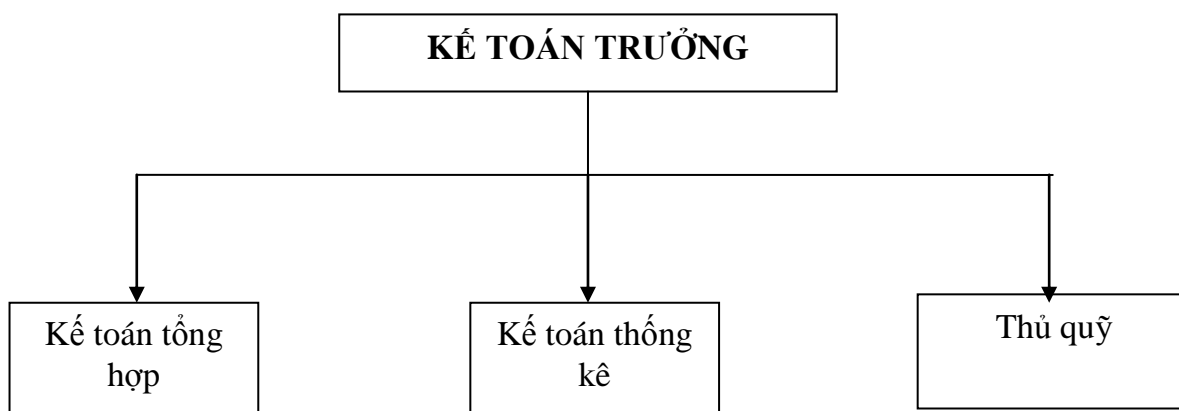 KẾ TOÁN TRƯỞNG
Kế toán tổng
hợp
Kế toán thống
kê
Thủ quỹ